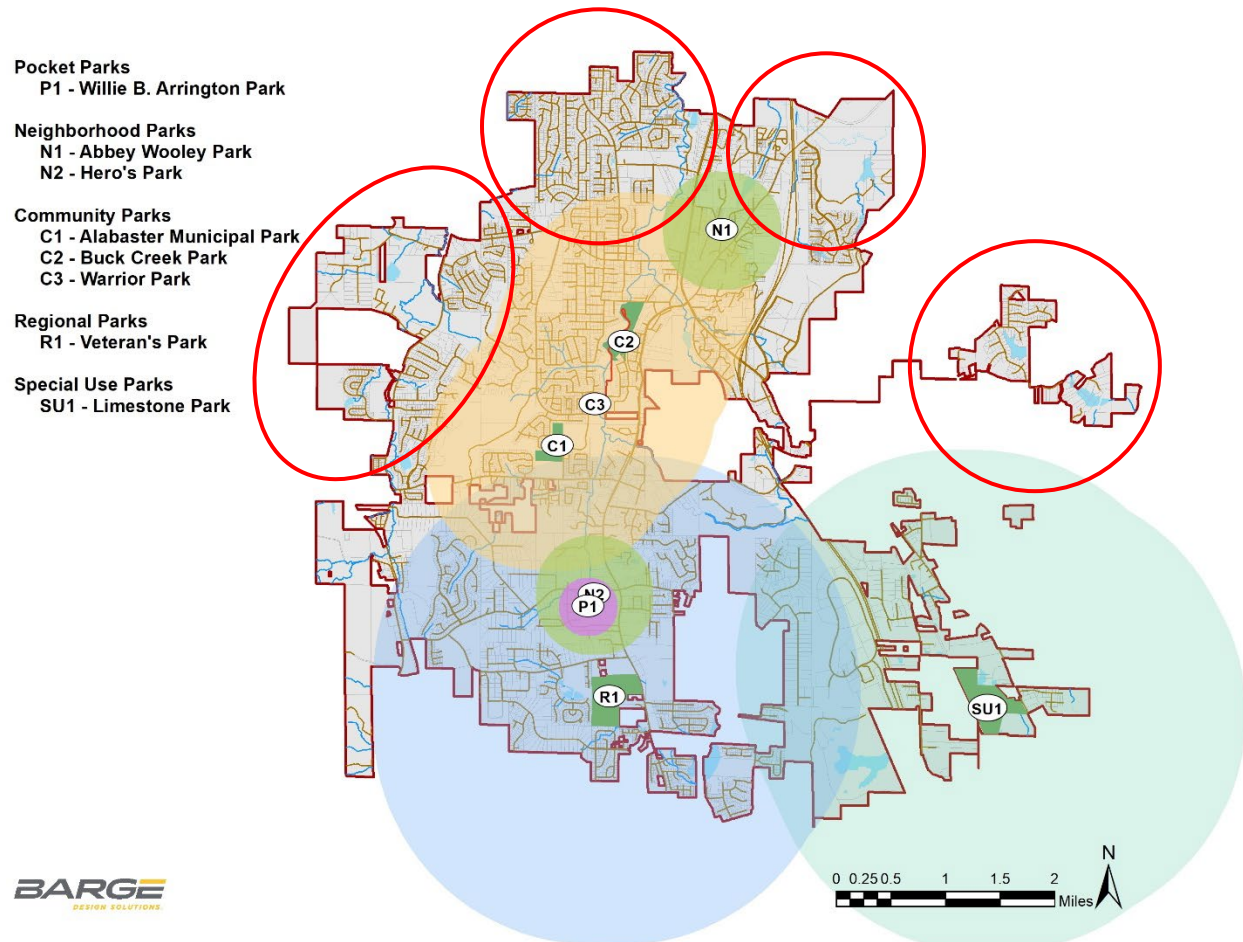 Pocket Parks
P1 - Willie B. Arrington Park
Neighborhood Parks
N1 - Abbey Wooley Park
N2 - Hero's Park
Community Parks
C1 - Alabaster Municipal Park
C2 - Buck Creek Park
C3 - Warrior Park
Regional Parks
R1 - Veteran's Park
Special Use Parks
SU1 - Limestone Park
N1
C2
C3
C1
N2
P1
R1
SU1
N
0 0.25 0.5 1 1.5 2
Miles
BARGE
DESIGN SOLUTIONS.